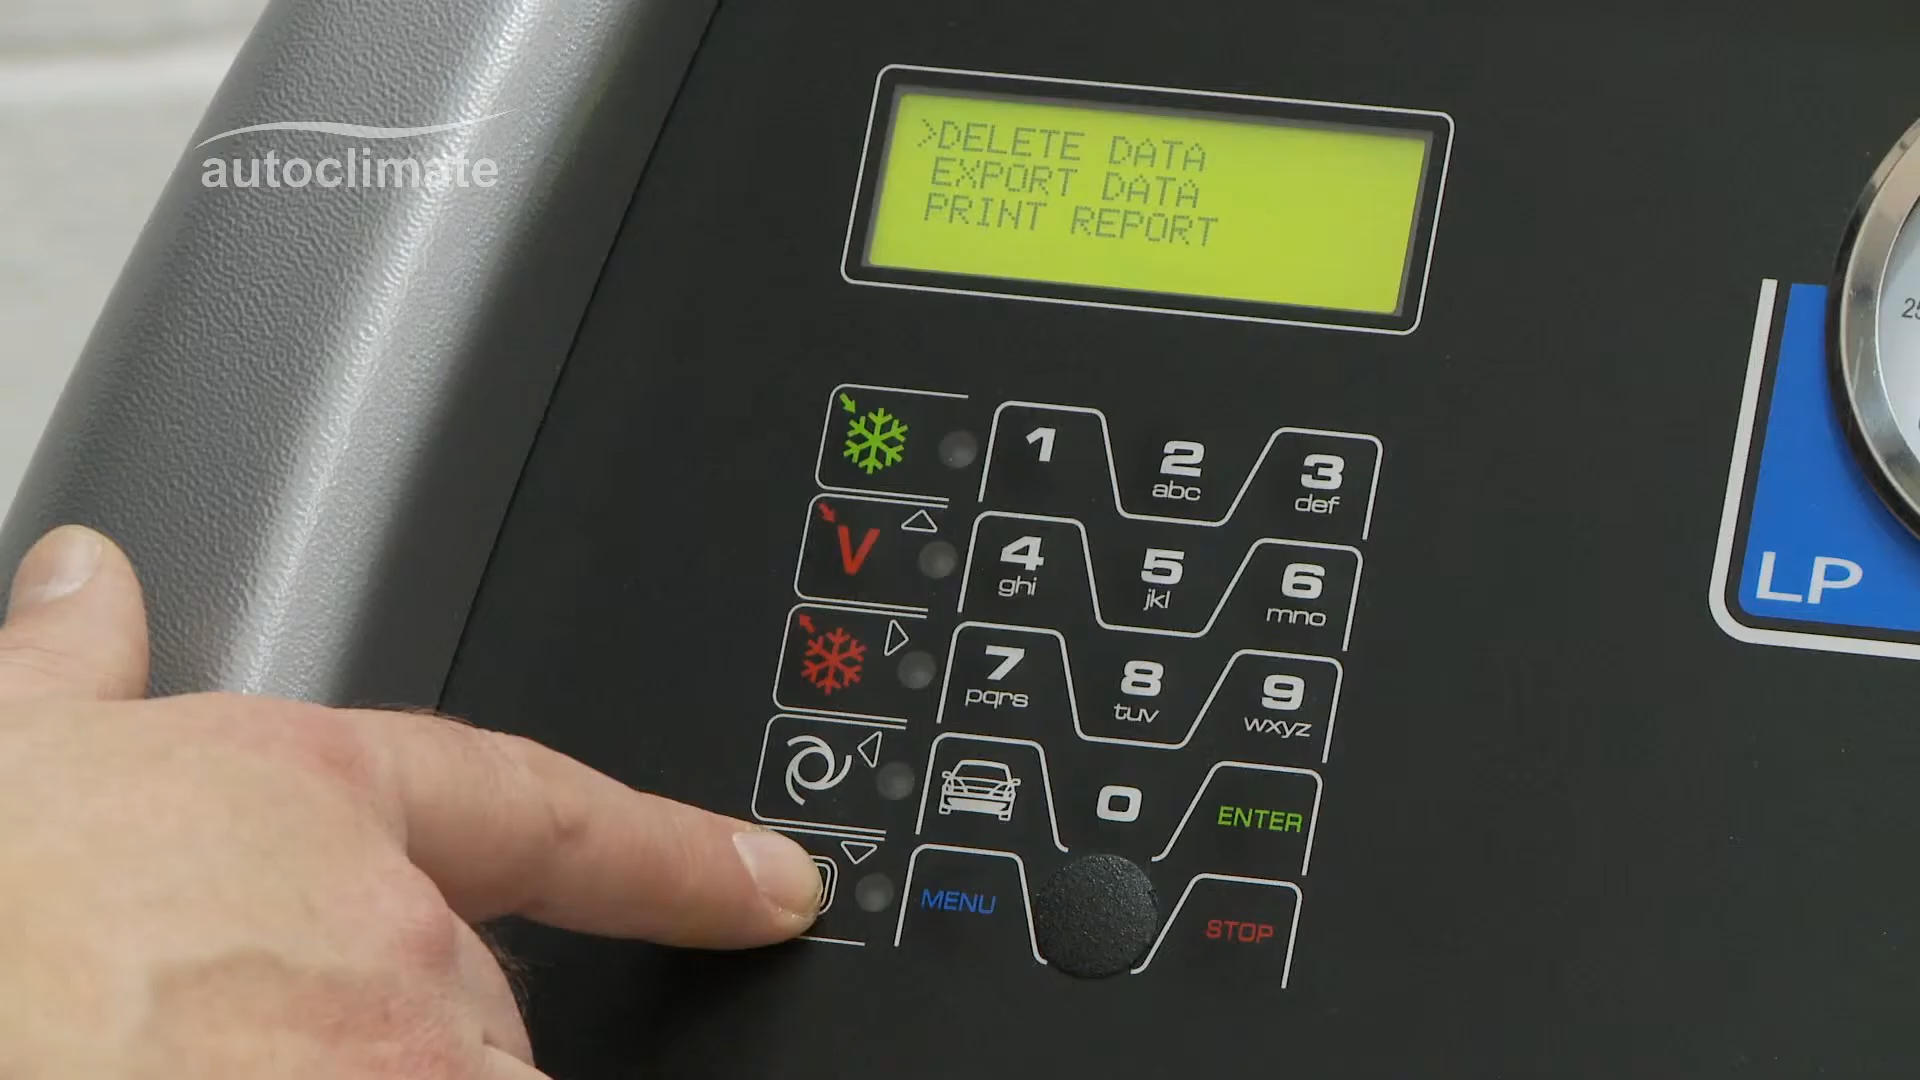 autoclimate
>DELETE DATA
EXPORT DATA
PRINT REPORT
1
2
abc
3
def
V
4
ghi
5
jkl
6
mno
7
pqrs
8
tuv
9
wxyz
0
ENTER
MENU
STOP
LP